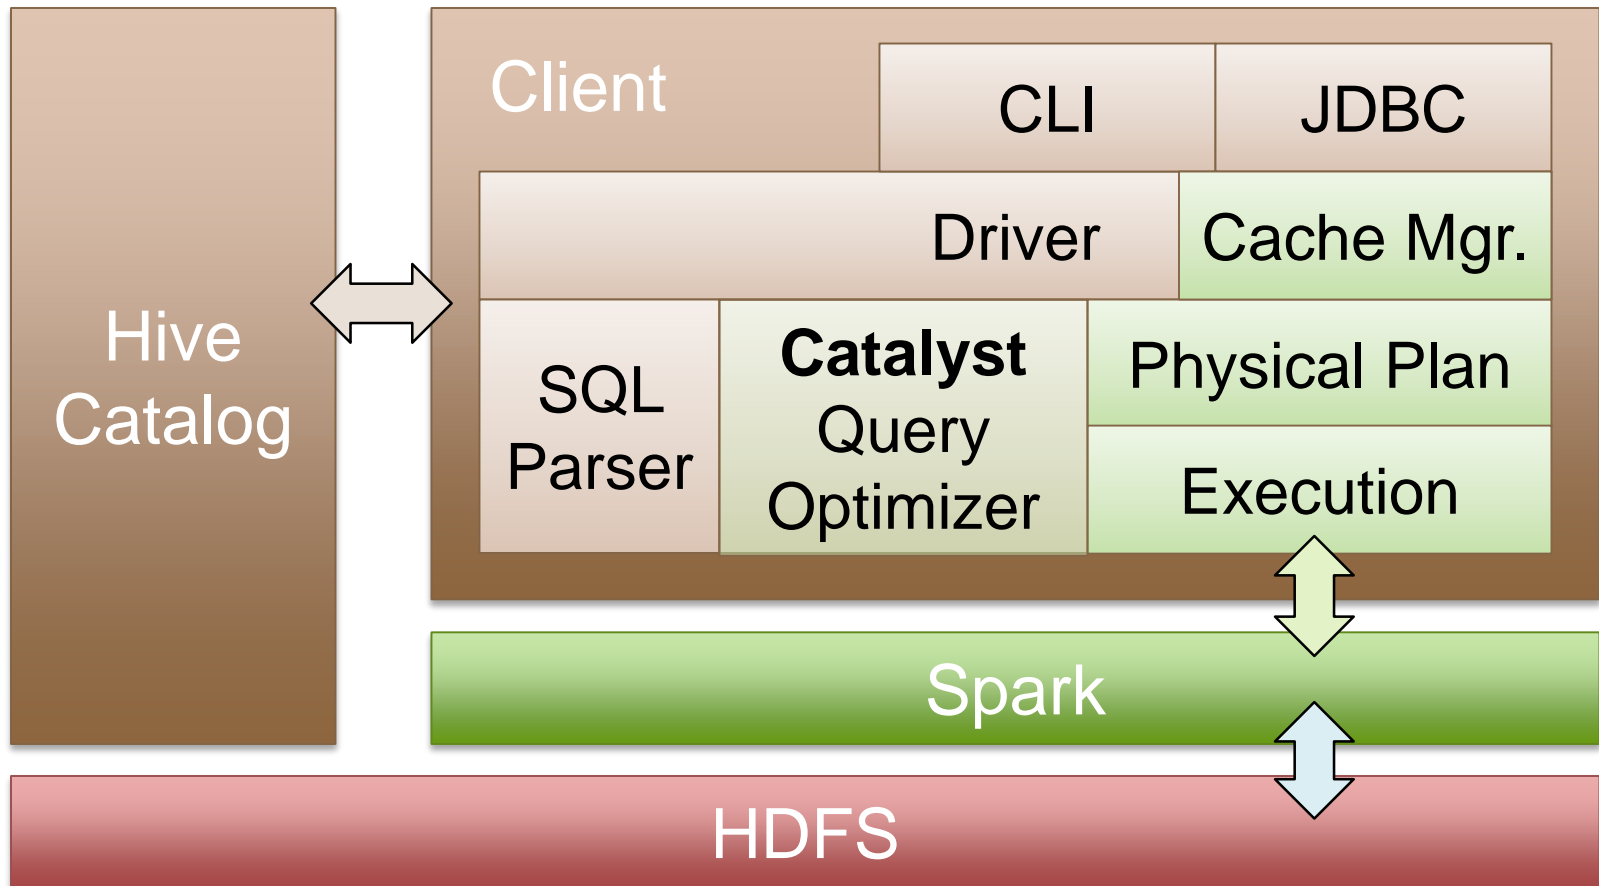 Client
CLI
JDBC
Driver
Cache Mgr.
Hive
Catalog
SQL
Parser
Catalyst
Query
Optimizer
Physical Plan
Execution
Spark
HDFS